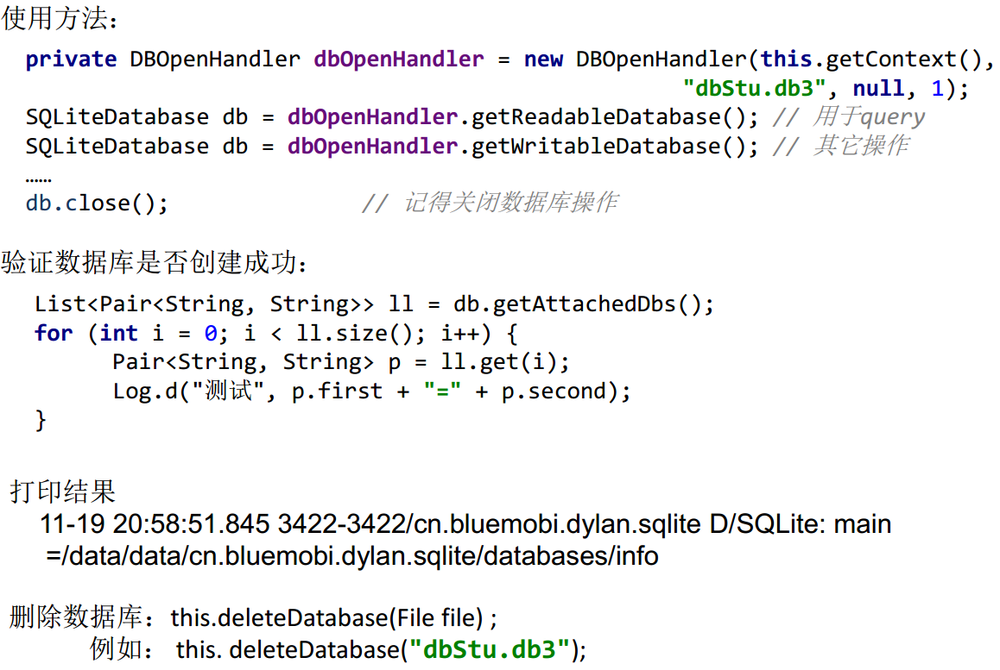 使用方法：
private DBOpenHandler dbOpenHandler = new DBOpenHandler(this.getContext(),
"dbStu.db3", null, 1);
SQLiteDatabase db = dbOpenHandler.getReadableDatabase(); // 用于query
SQLiteDatabase db = dbOpenHandler.getWritableDatabase(); // 其它操作
……
db.close(); // 记得关闭数据库操作
验证数据库是否创建成功：
List<Pair<String, String>> ll = db.getAttachedDbs();
for (int i = 0; i < ll.size(); i++) {
Pair<String, String> p = ll.get(i);
Log.d("测试", p.first + "=" + p.second);
}
打印结果
11-19 20:58:51.845 3422-3422/cn.bluemobi.dylan.sqlite D/SQLite: main
=/data/data/cn.bluemobi.dylan.sqlite/databases/info
删除数据库：this.deleteDatabase(File file) ;
例如： this. deleteDatabase("dbStu.db3");